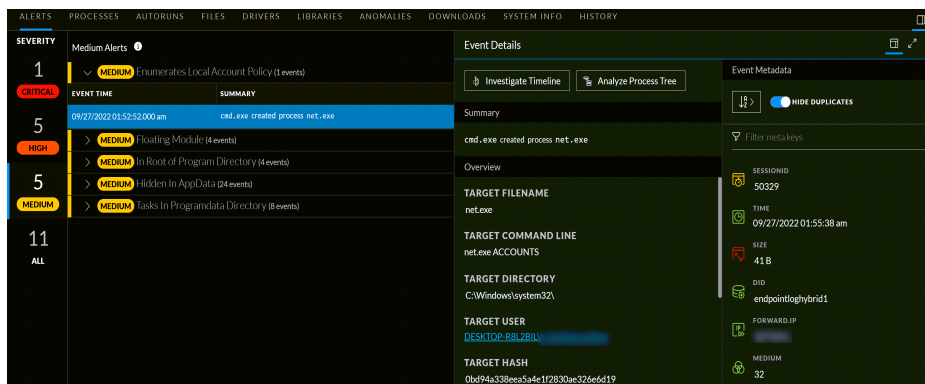 ALERTS PROCESSES AUTORUNS FILES DRIVERS LIBRARIES ANOMALIES DOWNLOADS SYSTEM INFO HISTORY
SEVERITY
1
CRITICAL
5
HIGH
5
MEDIUM
11
ALL
Medium Alerts
MEDIUM Enumerates Local Account Policy (1 events)
EVENT TIME SUMMARY
09/27/2022 01:52:52.000 am cmd.exe created process net.exe
MEDIUM Floating Module (4 events)
MEDIUM In Root of Program Directory (4 events)
MEDIUM Hidden In AppData (24 events)
MEDIUM Tasks In Programdata Directory (8 events)
Event Details
Investigate Timeline Analyze Process Tree
Summary
cmd.exe created process net.exe
Overview
TARGET FILENAME
net.exe
TARGET COMMAND LINE
net.exe ACCOUNTS
TARGET DIRECTORY
C:\Windows\system32\
TARGET USER
DESKTOP-R8L2BIL\
TARGET HASH
0bd94a338eea5a4e1f2830ae326e6d19
Event Metadata
HIDE DUPLICATES
Filter meta keys
SESSIONID
50329
TIME
09/27/2022 01:55:38 am
SIZE
41 B
DID
endpointloghybrid1
FORWARD.IP
MEDIUM
32